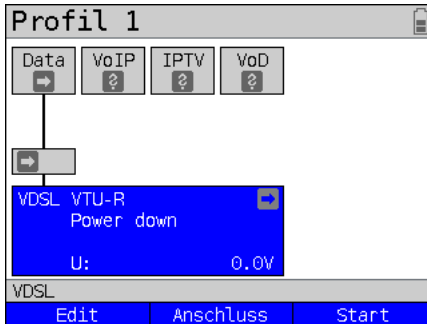 Profil 1
Data VoIP IPTV VoD
? ? ?
VDSL VTU-R
Power down
U: 0.0V
VDSL
Edit Anschluss Start